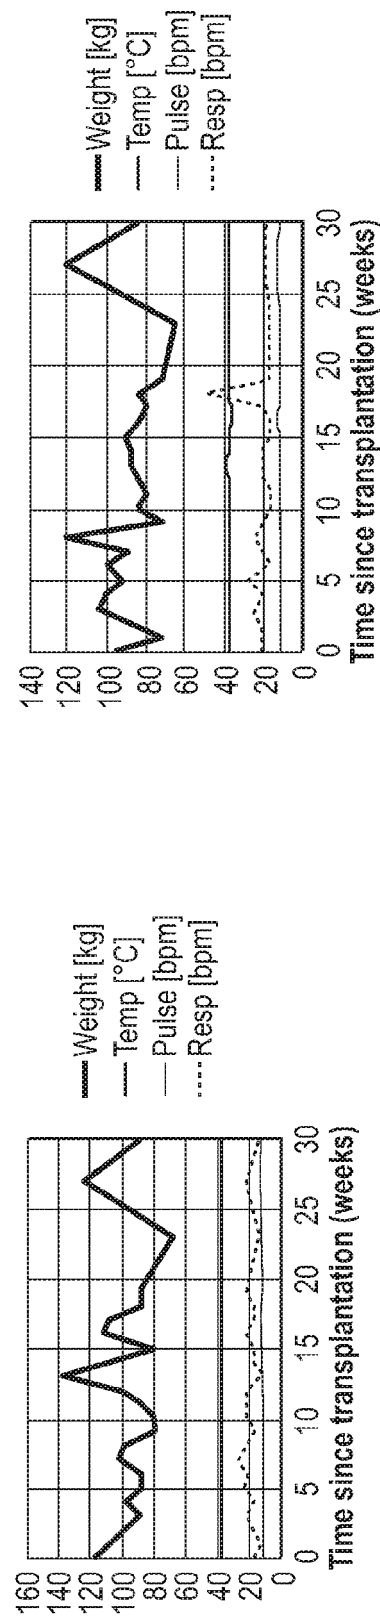 160
140
120
100
80
60
40
20
0
0 5 10 15 20 25 30
Time since transplantation (weeks)
Weight [kg]
Temp [°C]
Pulse [bpm]
Resp [bpm]
140
120
100
80
60
40
20
0
0 5 10 15 20 25 30
Time since transplantation (weeks)
Weight [kg]
Temp [°C]
Pulse [bpm]
Resp [bpm]